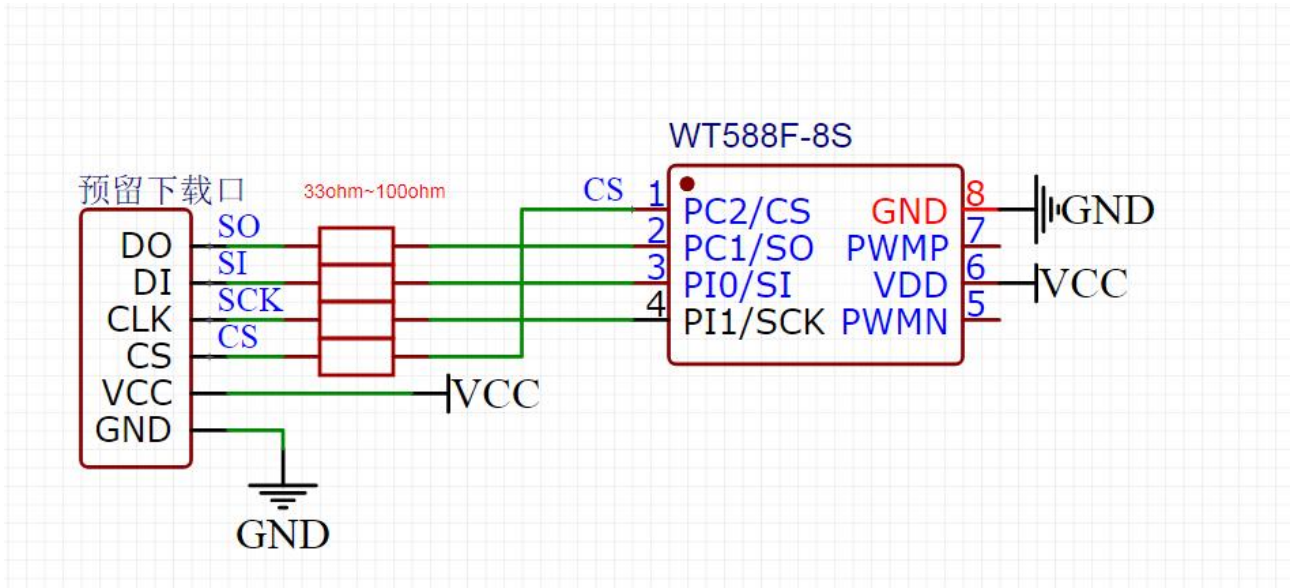 WT588F-8S
预留下载口
33ohm~100ohm
CS
1
PC2/CS
GND
8
GND
DO
SO
2
PC1/SO
PWMP
7
DI
SI
3
PI0/SI
VDD
6
VCC
CLK
SCK
4
PI1/SCK
PWMN
5
CS
CS
VCC
VCC
GND
GND